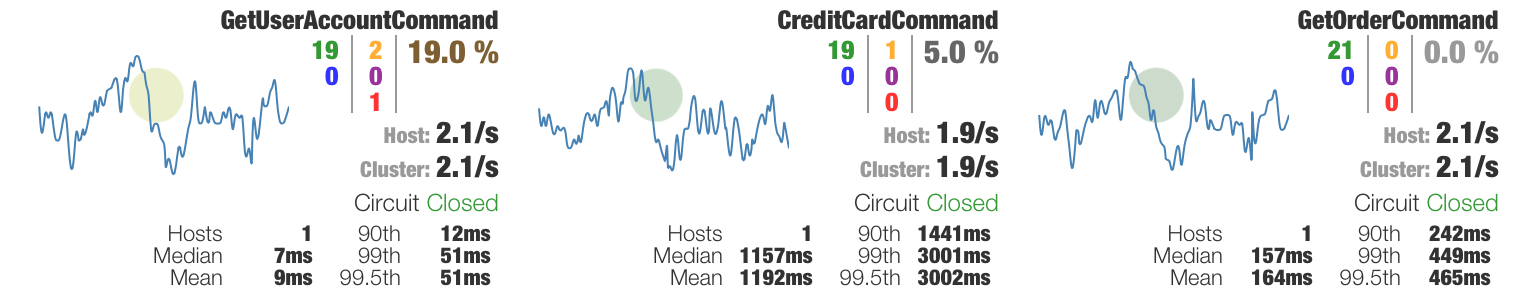 GetUserAccountCommand
19 2 19.0 %
0 0
1
Host: 2.1/s
Cluster: 2.1/s
Circuit Closed
Hosts 1 90th 12ms
Median 7ms 99th 51ms
Mean 9ms 99.5th 51ms
CreditCardCommand
19 1 5.0 %
0 0
0
Host: 1.9/s
Cluster: 1.9/s
Circuit Closed
Hosts 1 90th 1441ms
Median 1157ms 99th 3001ms
Mean 1192ms 99.5th 3002ms
GetOrderCommand
21 0 0.0 %
0 0
0
Host: 2.1/s
Cluster: 2.1/s
Circuit Closed
Hosts 1 90th 242ms
Median 157ms 99th 449ms
Mean 164ms 99.5th 465ms